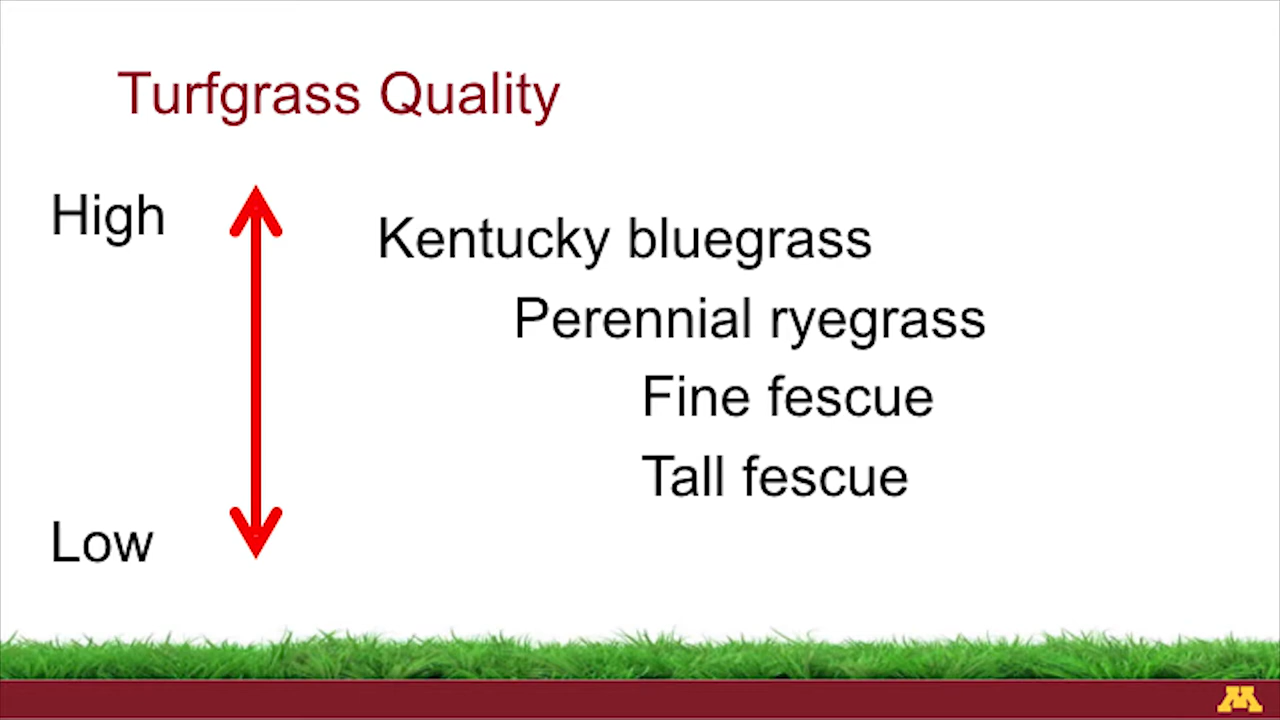 Turfgrass Quality
High
Kentucky bluegrass
Perennial ryegrass
Fine fescue
Tall fescue
Low
M